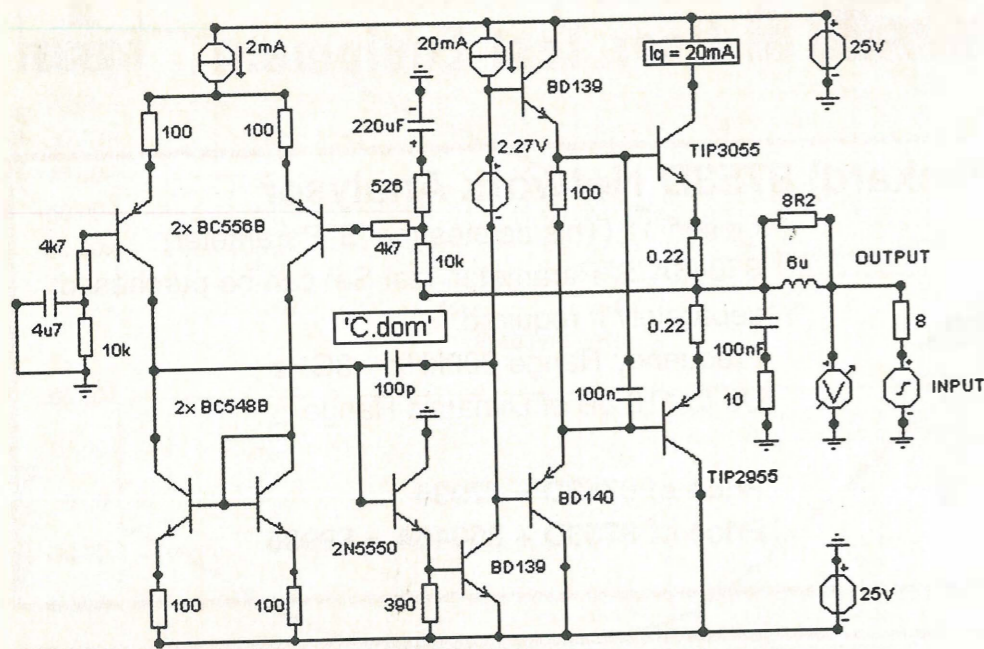 2mA
20mA
Iq = 20mA
25V
BD139
100
100
220uF
2.27V
TIP3055
526
100
8R2
2x BC556B
4k7
4k7
10k
0.22
6u
OUTPUT
4u7
10k
'C.dom'
0.22
8
100nF
100p
100n
10
INPUT
2x BC548B
TIP2955
BD140
2N5550
BD139
100
100
390
25V